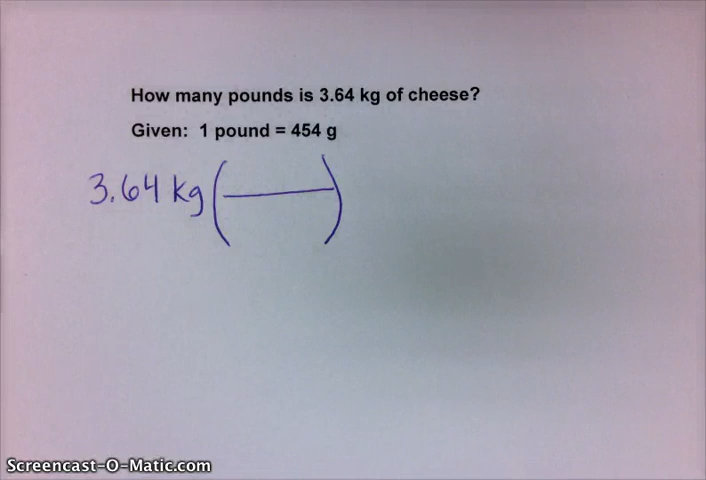 How many pounds is 3.64 kg of cheese?
Given: 1 pound = 454 g
3.64 kg (—)
Screencast-O-Matic.com